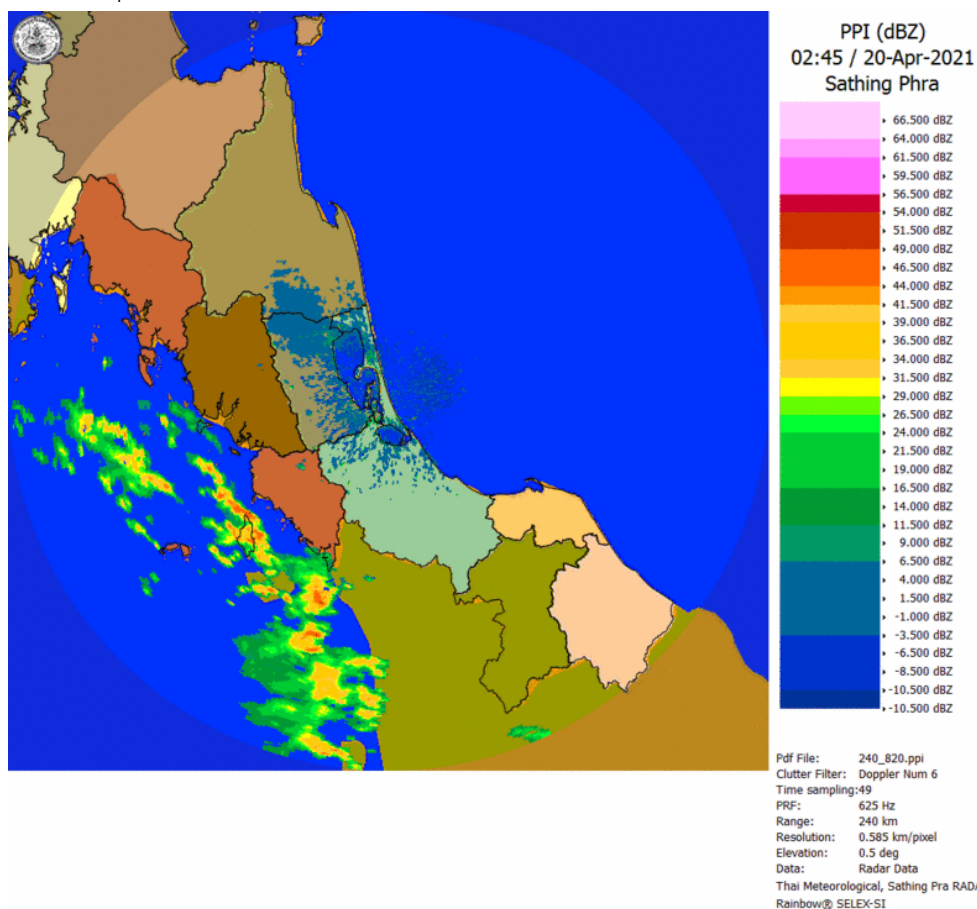 PPI (dBZ)
02:45 / 20-Apr-2021
Sathing Phra
66.500 dBZ
64.000 dBZ
61.500 dBZ
59.500 dBZ
56.500 dBZ
54.000 dBZ
51.500 dBZ
49.000 dBZ
46.500 dBZ
44.000 dBZ
41.500 dBZ
39.000 dBZ
36.500 dBZ
34.000 dBZ
31.500 dBZ
29.000 dBZ
26.500 dBZ
24.000 dBZ
21.500 dBZ
19.000 dBZ
16.500 dBZ
14.000 dBZ
11.500 dBZ
9.000 dBZ
6.500 dBZ
4.000 dBZ
1.500 dBZ
-1.000 dBZ
-3.500 dBZ
-6.500 dBZ
-8.500 dBZ
-10.500 dBZ
-10.500 dBZ
Pdf File: 240_820.ppi
Clutter Filter: Doppler Num 6
Time sampling:49
PRF: 625 Hz
Range: 240 km
Resolution: 0.585 km/pixel
Elevation: 0.5 deg
Data: Radar Data
Thai Meteorological, Sathing Pra RADA
Rainbow® SELEX-SI